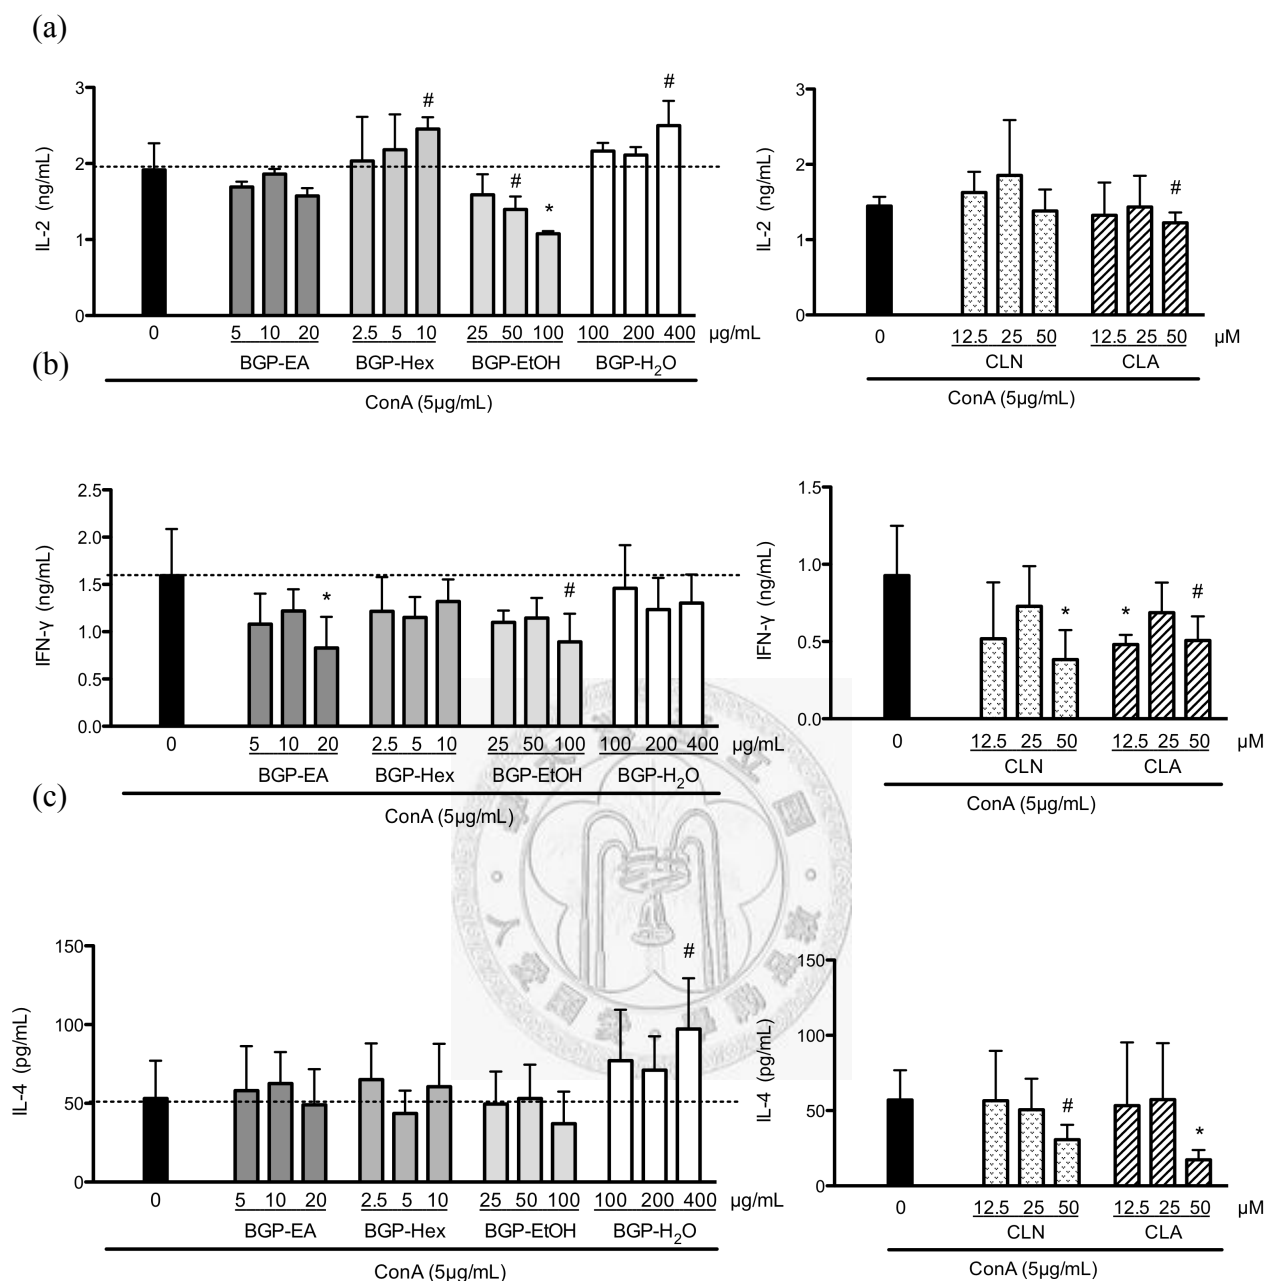 (a)
#
#
#
*
3
2
1
0
IL-2 (ng/mL)
0 5 10 20 2.5 5 10 25 50 100 100 200 400 µg/mL
BGP-EA BGP-Hex BGP-EtOH BGP-H2O
ConA (5µg/mL)
#
3
2
1
0
IL-2 (ng/mL)
0 12.5 25 50 12.5 25 50 µM
CLN CLA
ConA (5µg/mL)
(b)
*
#
2.5
2.0
1.5
1.0
0.5
0.0
IFN-γ (ng/mL)
0 5 10 20 2.5 5 10 25 50 100 100 200 400 µg/mL
BGP-EA BGP-Hex BGP-EtOH BGP-H2O
ConA (5µg/mL)
*
*
#
1.5
1.0
0.5
0.0
IFN-γ (ng/mL)
0 12.5 25 50 12.5 25 50 µM
CLN CLA
ConA (5µg/mL)
(c)
#
150
100
50
0
IL-4 (pg/mL)
0 5 10 20 2.5 5 10 25 50 100 100 200 400 µg/mL
BGP-EA BGP-Hex BGP-EtOH BGP-H2O
ConA (5µg/mL)
#
*
150
100
50
0
IL-4 (pg/mL)
0 12.5 25 50 12.5 25 50 µM
CLN CLA
ConA (5µg/mL)